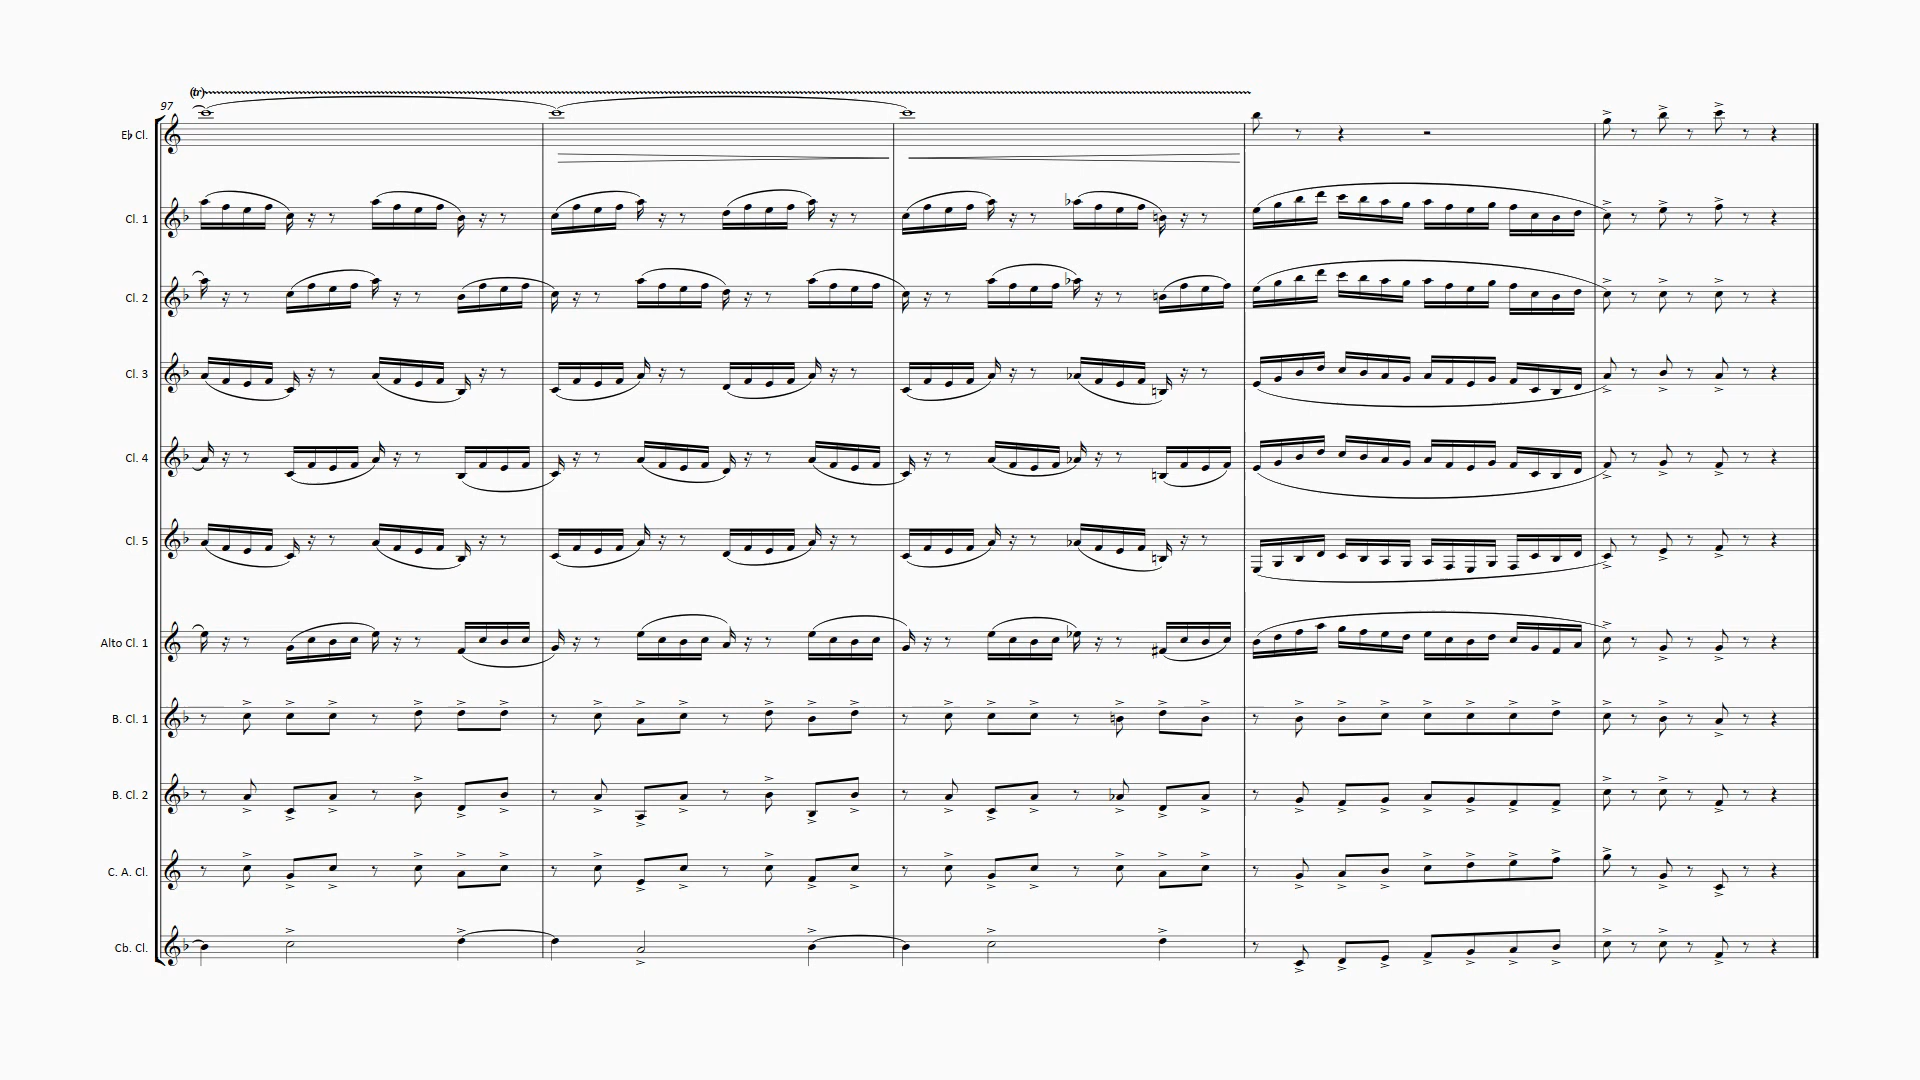 (tr)
97
E♭ Cl.
Cl. 1
Cl. 2
Cl. 3
Cl. 4
Cl. 5
Alto Cl. 1
B. Cl. 1
B. Cl. 2
C. A. Cl.
Cb. Cl.